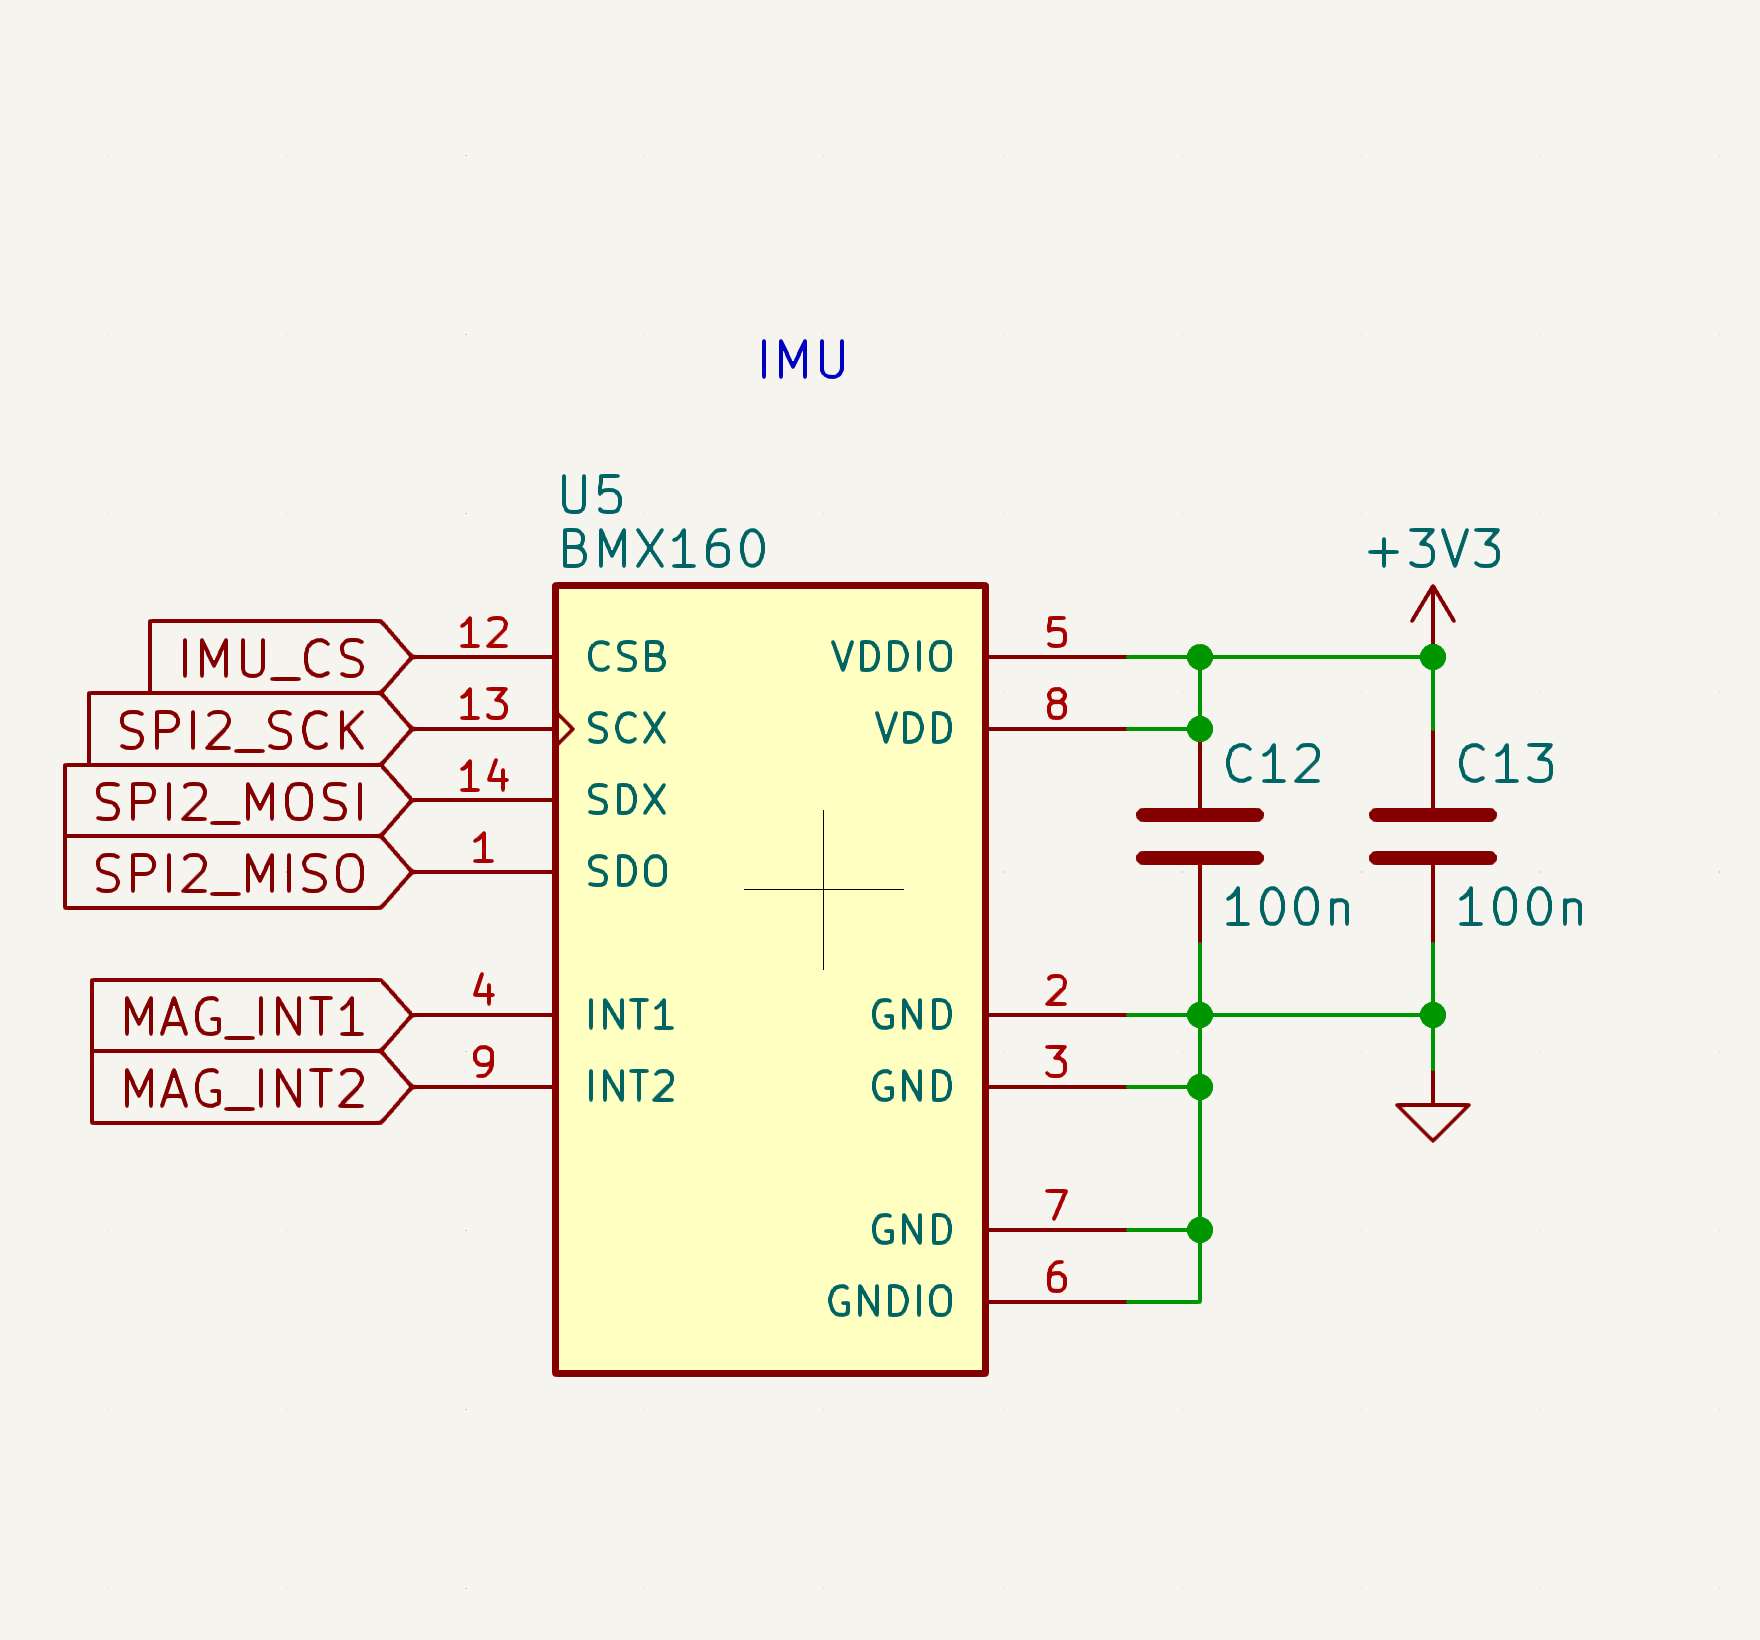 IMU
U5
BMX160
+3V3
IMU_CS 12 CSB VDDIO 5
SPI2_SCK 13 SCX VDD 8
C12 C13
SPI2_MOSI 14 SDX
SPI2_MISO 1 SDO
100n 100n
MAG_INT1 4 INT1 GND 2
MAG_INT2 9 INT2 GND 3
GND 7
GNDIO 6